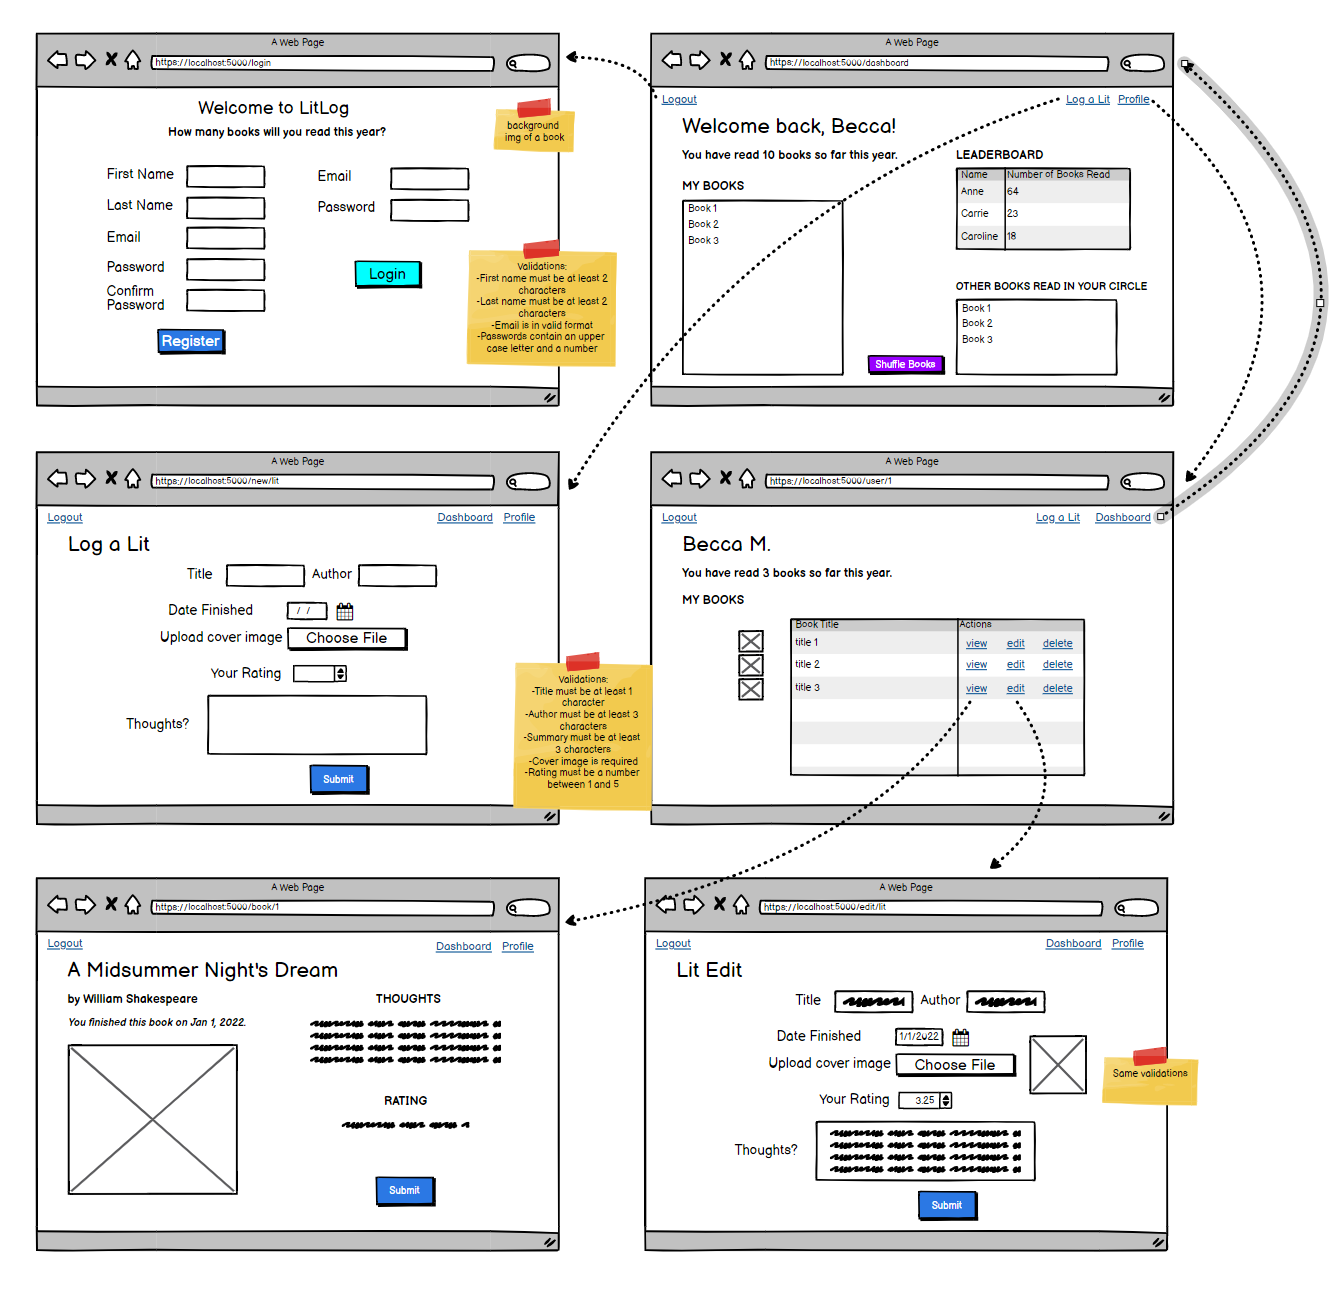 A Web Page
https://localhost:5000/login
Welcome to LitLog
How many books will you read this year?
background
img of a book
First Name
Last Name
Email
Password
Confirm
Password
Register
Email
Password
Login
Validations:
-First name must be at least 2
characters
-Last name must be at least 2
characters
-Email is in valid format
-Passwords contain an upper
case letter and a number
A Web Page
https://localhost:5000/dashboard
Logout
Log a Lit Profile
Welcome back, Becca!
You have read 10 books so far this year.
MY BOOKS
Book 1
Book 2
Book 3
LEADERBOARD
Name Number of Books Read
Anne 64
Carrie 23
Caroline 18
OTHER BOOKS READ IN YOUR CIRCLE
Book 1
Book 2
Book 3
Shuffle Books
A Web Page
https://localhost:5000/new/lit
Logout
Dashboard Profile
Log a Lit
Title Author
Date Finished / /
Upload cover image Choose File
Your Rating
Thoughts?
Submit
Validations:
-Title must be at least 1
character
-Author must be at least 3
characters
-Summary must be at least
3 characters
-Cover image is required
-Rating must be a number
between 1 and 5
A Web Page
https://localhost:5000/user/1
Logout
Log a Lit Dashboard
Becca M.
You have read 3 books so far this year.
MY BOOKS
Book Title Actions
title 1 view edit delete
title 2 view edit delete
title 3 view edit delete
A Web Page
https://localhost:5000/book/1
Logout
Dashboard Profile
A Midsummer Night's Dream
by William Shakespeare
You finished this book on Jan 1, 2022.
THOUGHTS
RATING
Submit
A Web Page
https://localhost:5000/edit/lit
Logout
Dashboard Profile
Lit Edit
Title Author
Date Finished 1/1/2022
Upload cover image Choose File
Your Rating 3.25
Thoughts?
Submit
Same validations